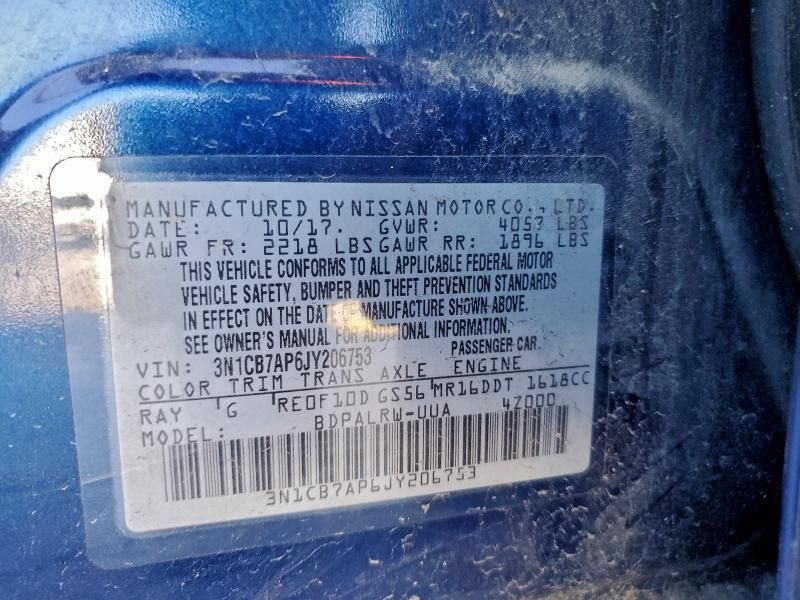 MANUFACTURED BY NISSAN MOTOR CO., LTD.
DATE: 10/17. GVWR: 4057 LBS
GAWR FR: 2218 LBS GAWR RR: 1896 LBS
THIS VEHICLE CONFORMS TO ALL APPLICABLE FEDERAL MOTOR
VEHICLE SAFETY, BUMPER AND THEFT PREVENTION STANDARDS
IN EFFECT ON THE DATE OF MANUFACTURE SHOWN ABOVE.
SEE OWNER'S MANUAL FOR ADDITIONAL INFORMATION.
VIN: 3N1CB7AP6JY206753 PASSENGER CAR.
COLOR TRIM TRANS AXLE ENGINE
RAY G RE0F10D GS56 MR16DDT 1618CC
MODEL: BDPALRW-UUA 4Z000
3N1CB7AP6JY206753